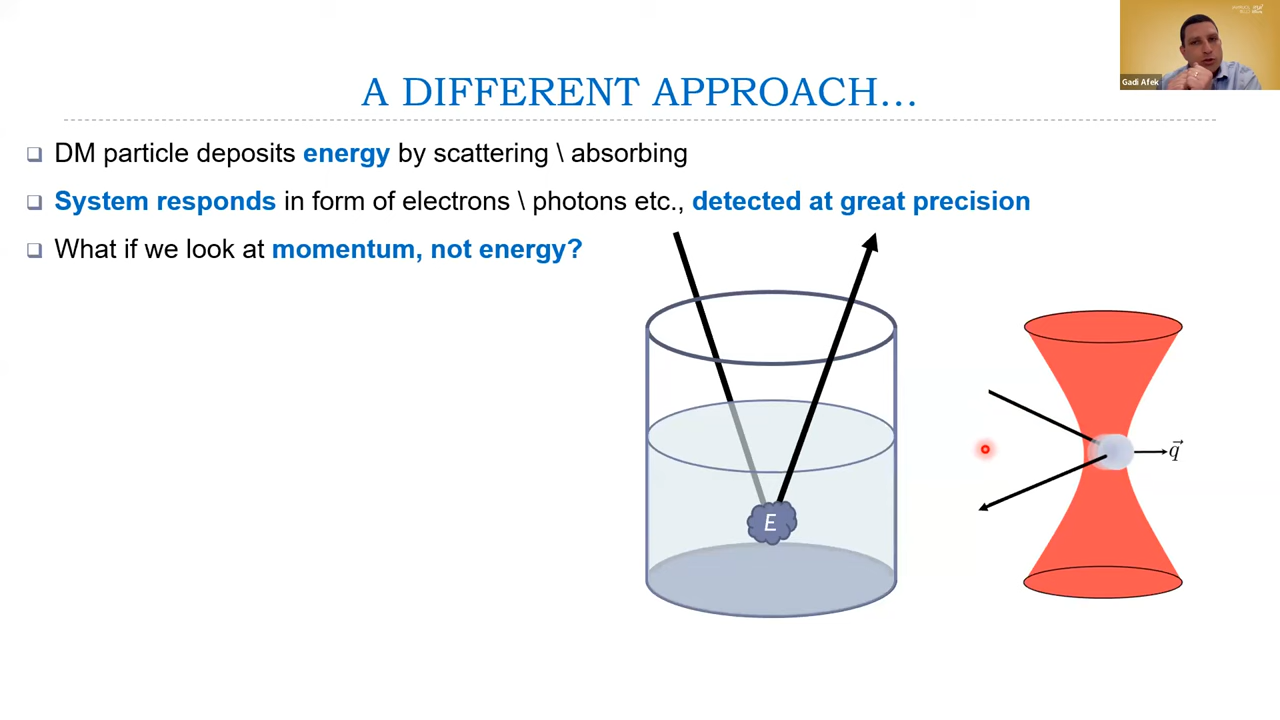 A DIFFERENT APPROACH…
DM particle deposits energy by scattering \ absorbing
System responds in form of electrons \ photons etc., detected at great precision
What if we look at momentum, not energy?
E
q⃗
Gadi Afek